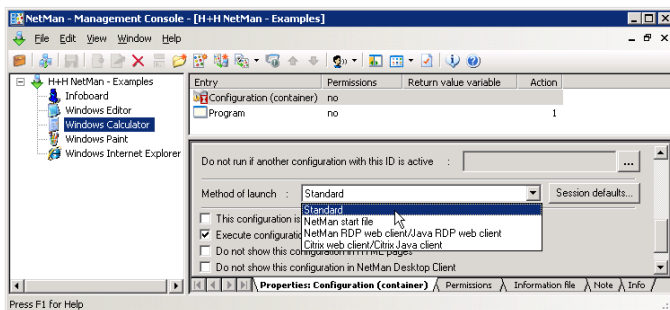 NetMan - Management Console - [H+H NetMan - Examples]
File Edit View Window Help
H+H NetMan - Examples
Infoboard
Windows Editor
Windows Calculator
Windows Paint
Windows Internet Explorer
Entry Permissions Return value variable Action
Configuration (container) no
Program no 1
Do not run if another configuration with this ID is active :
...
Method of launch : Standard
Session defaults...
Standard
NetMan start file
NetMan RDP web client/Java RDP web client
Citrix web client/Citrix Java client
This configuration is
Execute configuratio
Do not show this configuration in HTML pages
Do not show this configuration in NetMan Desktop Client
Properties: Configuration (container) Permissions Information file Note Info
Press F1 for Help